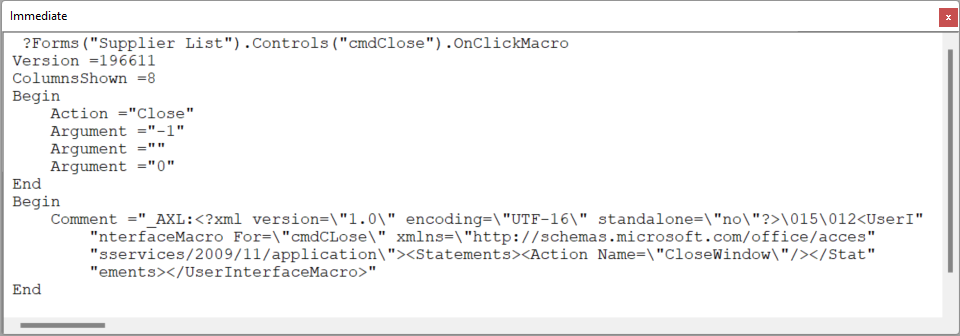 Immediate
x
?Forms("Supplier List").Controls("cmdClose").OnClickMacro
Version =196611
ColumnsShown =8
Begin
    Action ="Close"
    Argument ="-1"
    Argument =""
    Argument ="0"
End
Begin
    Comment ="_AXL:<?xml version=\"1.0\" encoding=\"UTF-16\" standalone=\"no\"?>\015\012<UserI"
        "nterfaceMacro For=\"cmdCLose\" xmlns=\"http://schemas.microsoft.com/office/acces"
        "sservices/2009/11/application\"><Statements><Action Name=\"CloseWindow\"/></Stat"
        "ements></UserInterfaceMacro>"
End